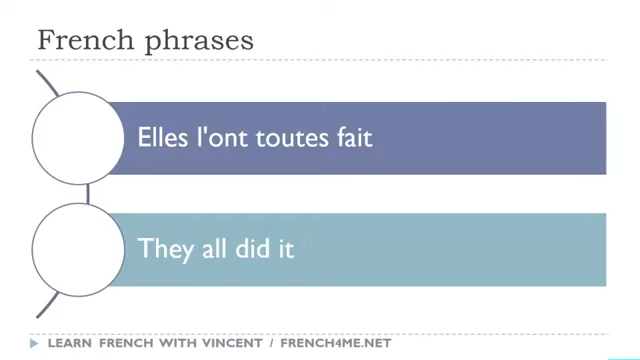 French phrases
Elles l'ont toutes fait
They all did it
LEARN FRENCH WITH VINCENT / FRENCH4ME.NET